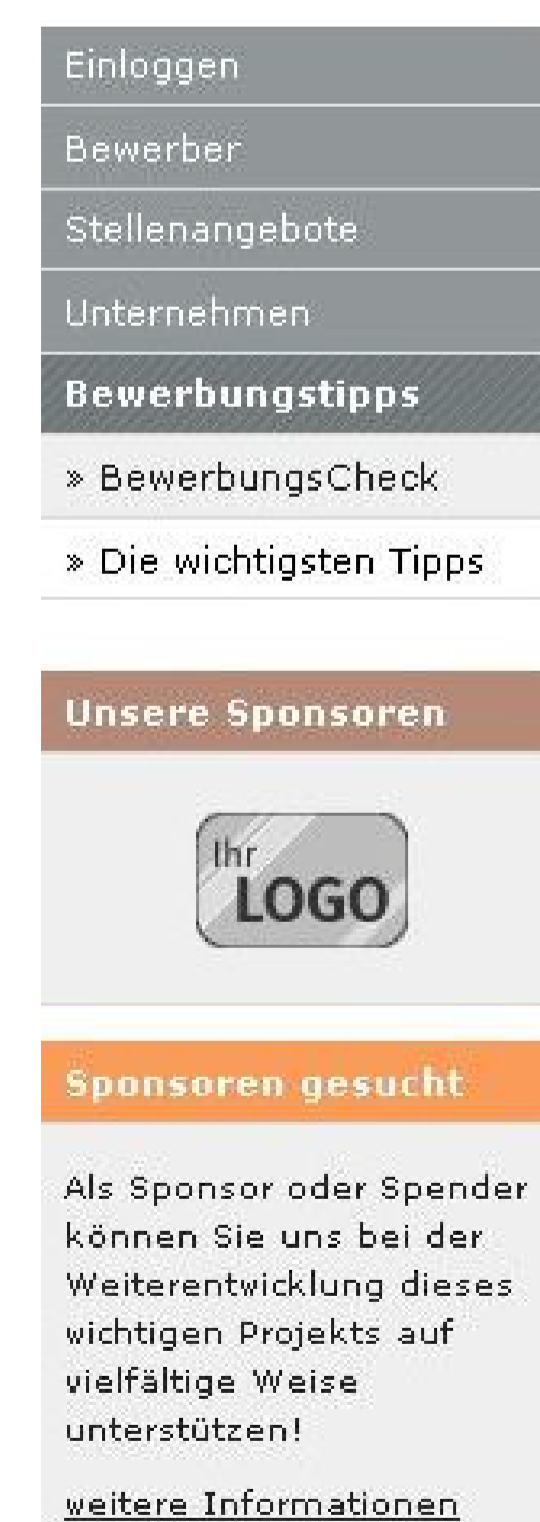 Einloggen
Bewerber
Stellenangebote
Unternehmen
Bewerbungstipps
» BewerbungsCheck
» Die wichtigsten Tipps
Unsere Sponsoren
Ihr
LOGO
Sponsoren gesucht
Als Sponsor oder Spender
können Sie uns bei der
Weiterentwicklung dieses
wichtigen Projekts auf
vielfältige Weise
unterstützen!
weitere Informationen